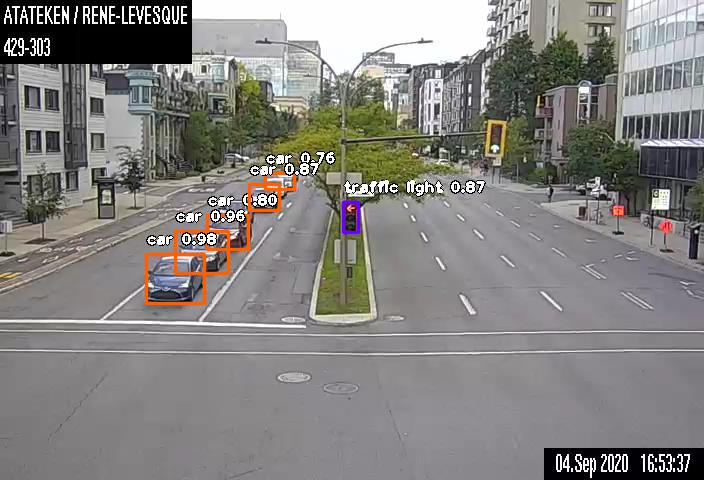 ATATEKEN / RENE-LEVESQUE
429-303
car 0.76
car 0.87
car 0.80
car 0.96
car 0.98
traffic light 0.87
04.Sep 2020 16:53:37